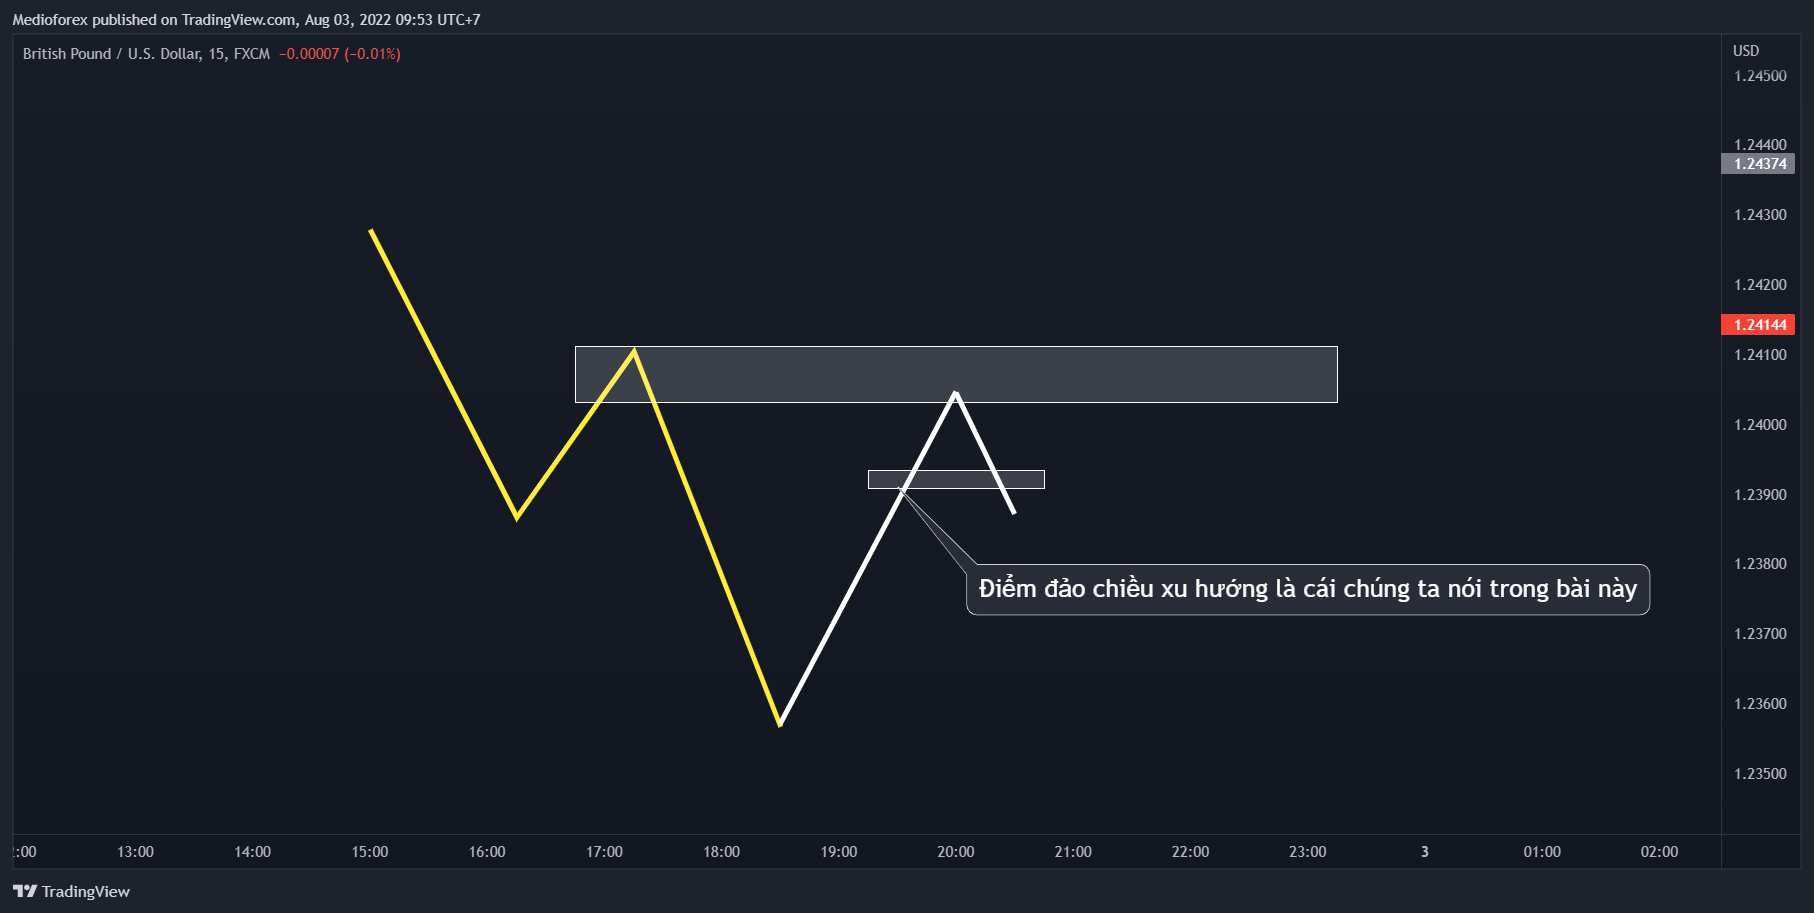 Medioforex published on TradingView.com, Aug 03, 2022 09:53 UTC+7
British Pound / U.S. Dollar, 15, FXCM −0.00007 (−0.01%)
USD
1.24500
1.24400
1.24374
1.24300
1.24200
1.24144
1.24100
1.24000
1.23900
1.23800
Điểm đảo chiều xu hướng là cái chúng ta nói trong bài này
1.23700
1.23600
1.23500
:00 13:00 14:00 15:00 16:00 17:00 18:00 19:00 20:00 21:00 22:00 23:00 3 01:00 02:00
TradingView